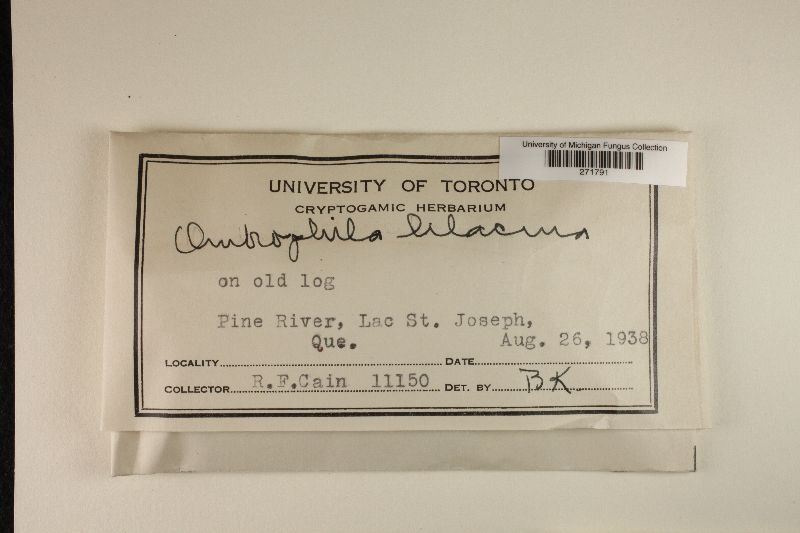 University of Michigan Fungus Collection
271791
UNIVERSITY OF TORONTO
CRYPTOGAMIC HERBARIUM
Ombrophila lilacina
on old log
Pine River, Lac St. Joseph,
Que. Aug. 26, 1938
LOCALITY DATE
COLLECTOR R.F.Cain 11150 DET. BY BK